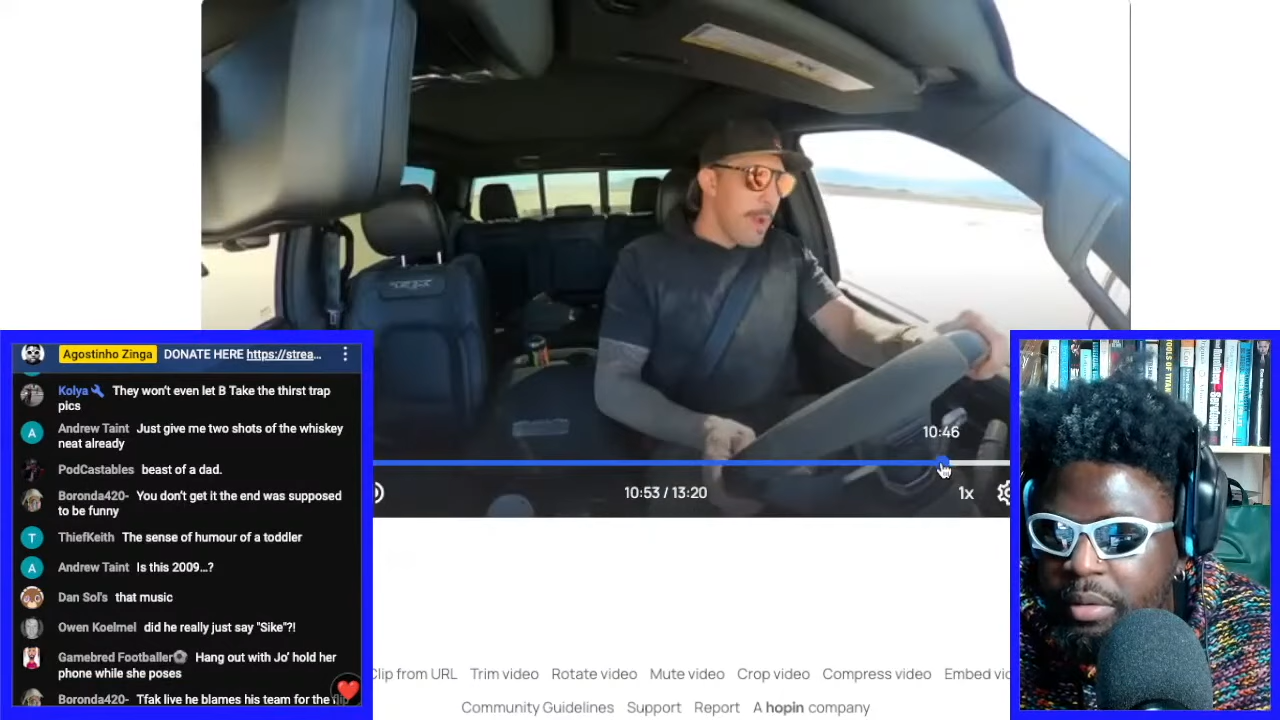 TRX
10:46
10:53 / 13:20
1x
Agostinho Zinga DONATE HERE https://strea...
Kolya🔧 They won't even let B Take the thirst trap
pics
A Andrew Taint Just give me two shots of the whiskey
neat already
PodCastables beast of a dad.
Boronda420- You don't get it the end was supposed
to be funny
T ThiefKeith The sense of humour of a toddler
A Andrew Taint Is this 2009...?
Dan Sol's that music
Owen Koelmel did he really just say "Sike"?!
Gamebred Footballer⚽ Hang out with Jo' hold her
phone while she poses
Boronda420- Tfak live he blames his team for the
Clip from URL Trim video Rotate video Mute video Crop video Compress video Embed vid
Community Guidelines Support Report A hopin company
TOOLS OF TITAN